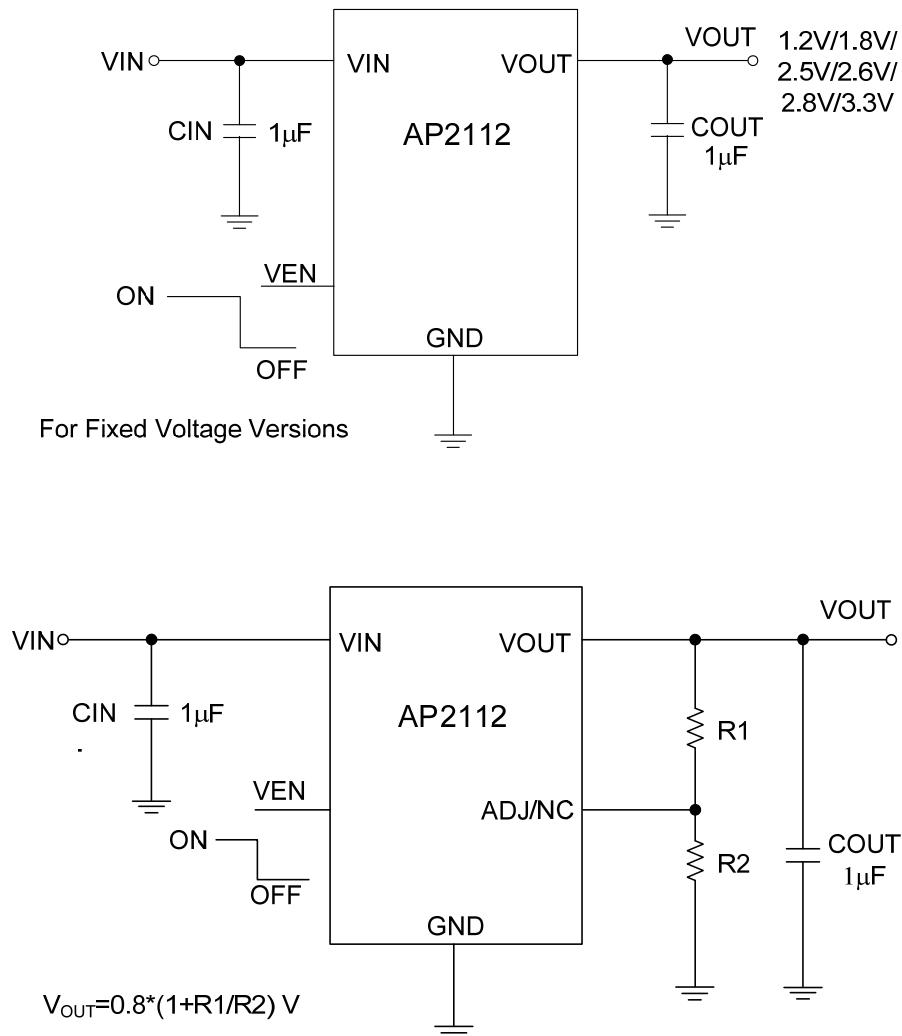 VOUT
1.2V/1.8V/
2.5V/2.6V/
2.8V/3.3V
VIN
VIN
VOUT
CIN
1μF
AP2112
COUT
1μF
VEN
ON
OFF
GND
For Fixed Voltage Versions
VOUT
VIN
VIN
VOUT
CIN
1μF
AP2112
R1
VEN
ADJ/NC
ON
OFF
R2
COUT
1μF
GND
V_OUT=0.8*(1+R1/R2) V